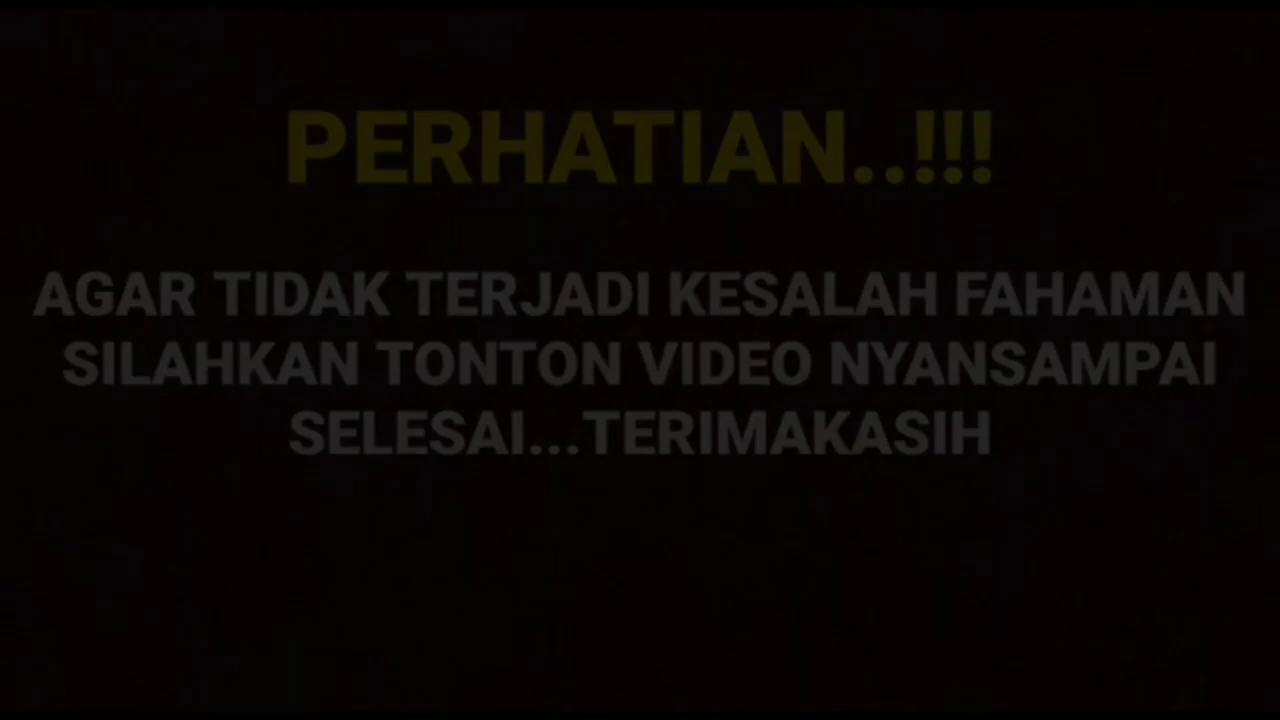 PERHATIAN..!!!
AGAR TIDAK TERJADI KESALAH FAHAMAN
SILAHKAN TONTON VIDEO NYANSAMPAI
SELESAI...TERIMAKASIH